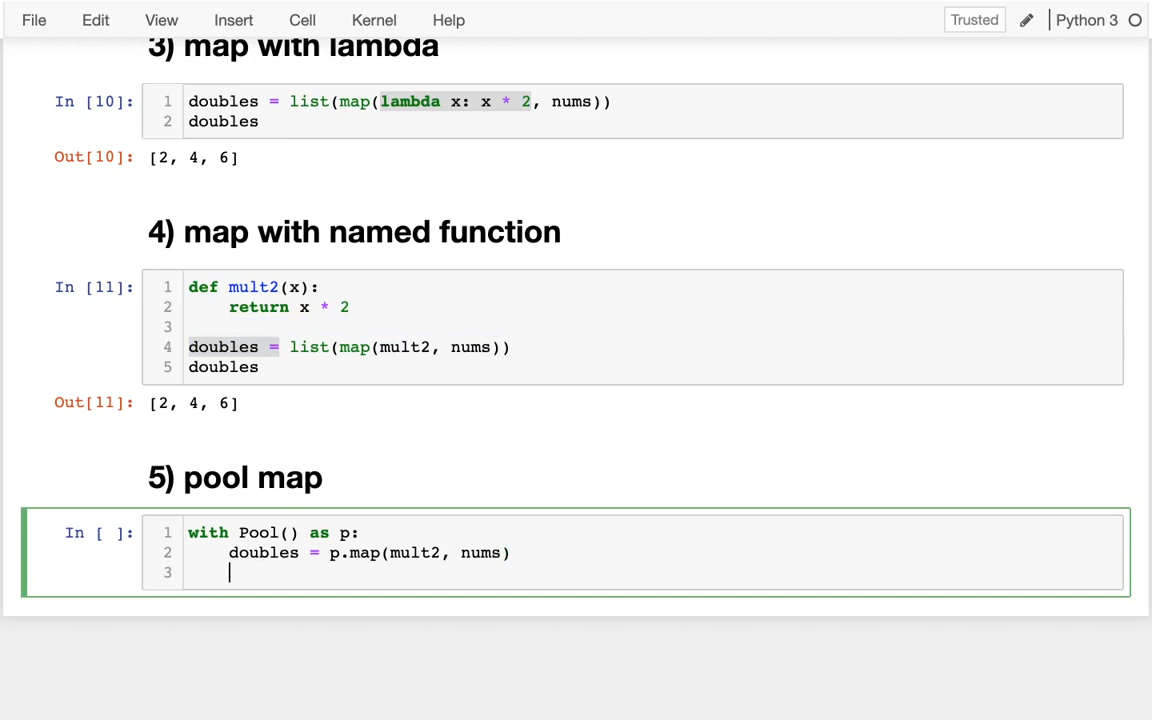 File Edit View Insert Cell Kernel Help Trusted Python 3
3) map with lambda
In [10]: 1 doubles = list(map(lambda x: x * 2, nums))
2 doubles
Out[10]: [2, 4, 6]
4) map with named function
In [11]: 1 def mult2(x):
2     return x * 2
3
4 doubles = list(map(mult2, nums))
5 doubles
Out[11]: [2, 4, 6]
5) pool map
In [ ]: 1 with Pool() as p:
2     doubles = p.map(mult2, nums)
3